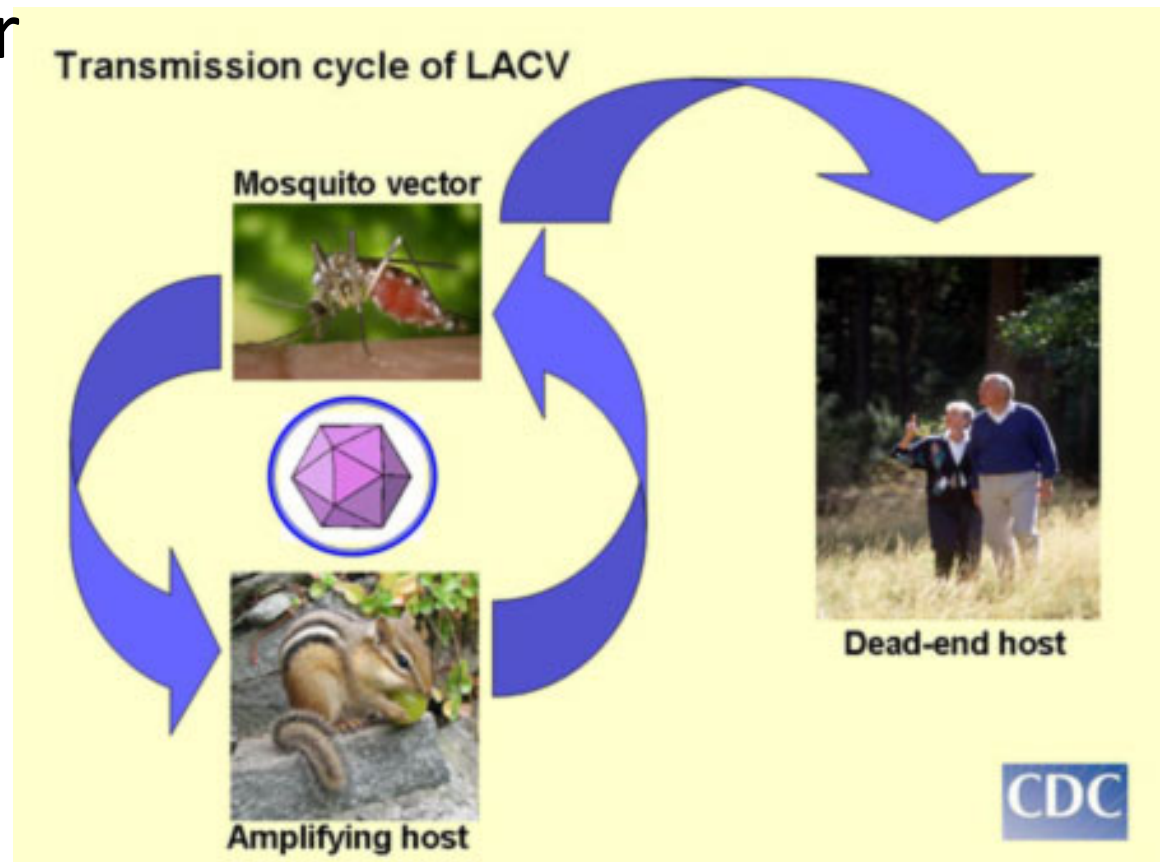 r
Transmission cycle of LACV
Mosquito vector
Dead-end host
Amplifying host
CDC